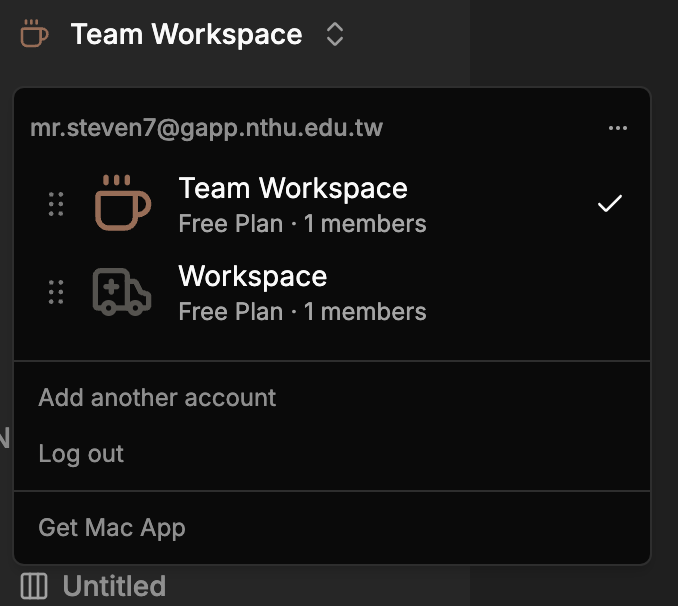 Team Workspace
mr.steven7@gapp.nthu.edu.tw
Team Workspace
Free Plan · 1 members
Workspace
Free Plan · 1 members
Add another account
N
Log out
Get Mac App
Untitled